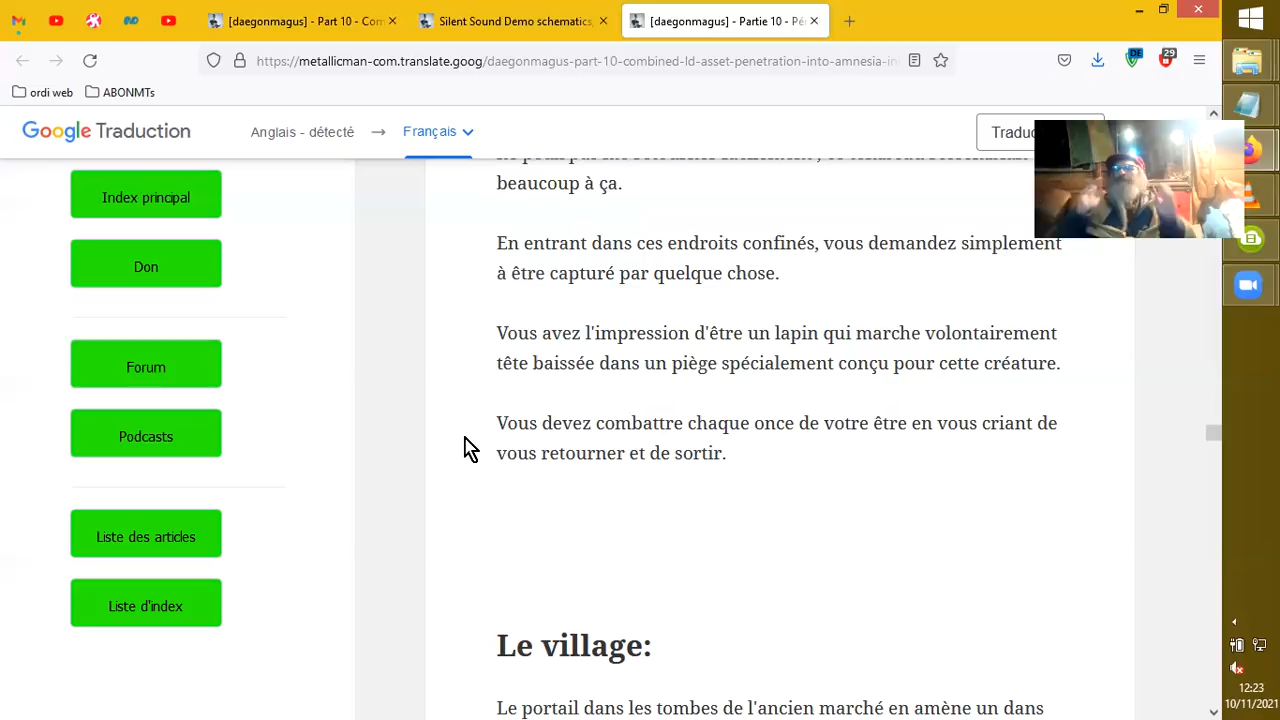 [daegonmagus] - Part 10 - Com
Silent Sound Demo schematics,
[daegonmagus] - Partie 10 - Pé
https://metallicman-com.translate.goog/daegonmagus-part-10-combined-ld-asset-penetration-into-amnesia-in
DE
29
ordi web
ABONMTs
Google Traduction
Anglais - détecté
Français
Traduc
beaucoup à ça.
En entrant dans ces endroits confinés, vous demandez simplement
à être capturé par quelque chose.
Vous avez l'impression d'être un lapin qui marche volontairement
tête baissée dans un piège spécialement conçu pour cette créature.
Vous devez combattre chaque once de votre être en vous criant de
vous retourner et de sortir.
Le village:
Le portail dans les tombes de l'ancien marché en amène un dans
Index principal
Don
Forum
Podcasts
Liste des articles
Liste d'index
12:23
10/11/2021